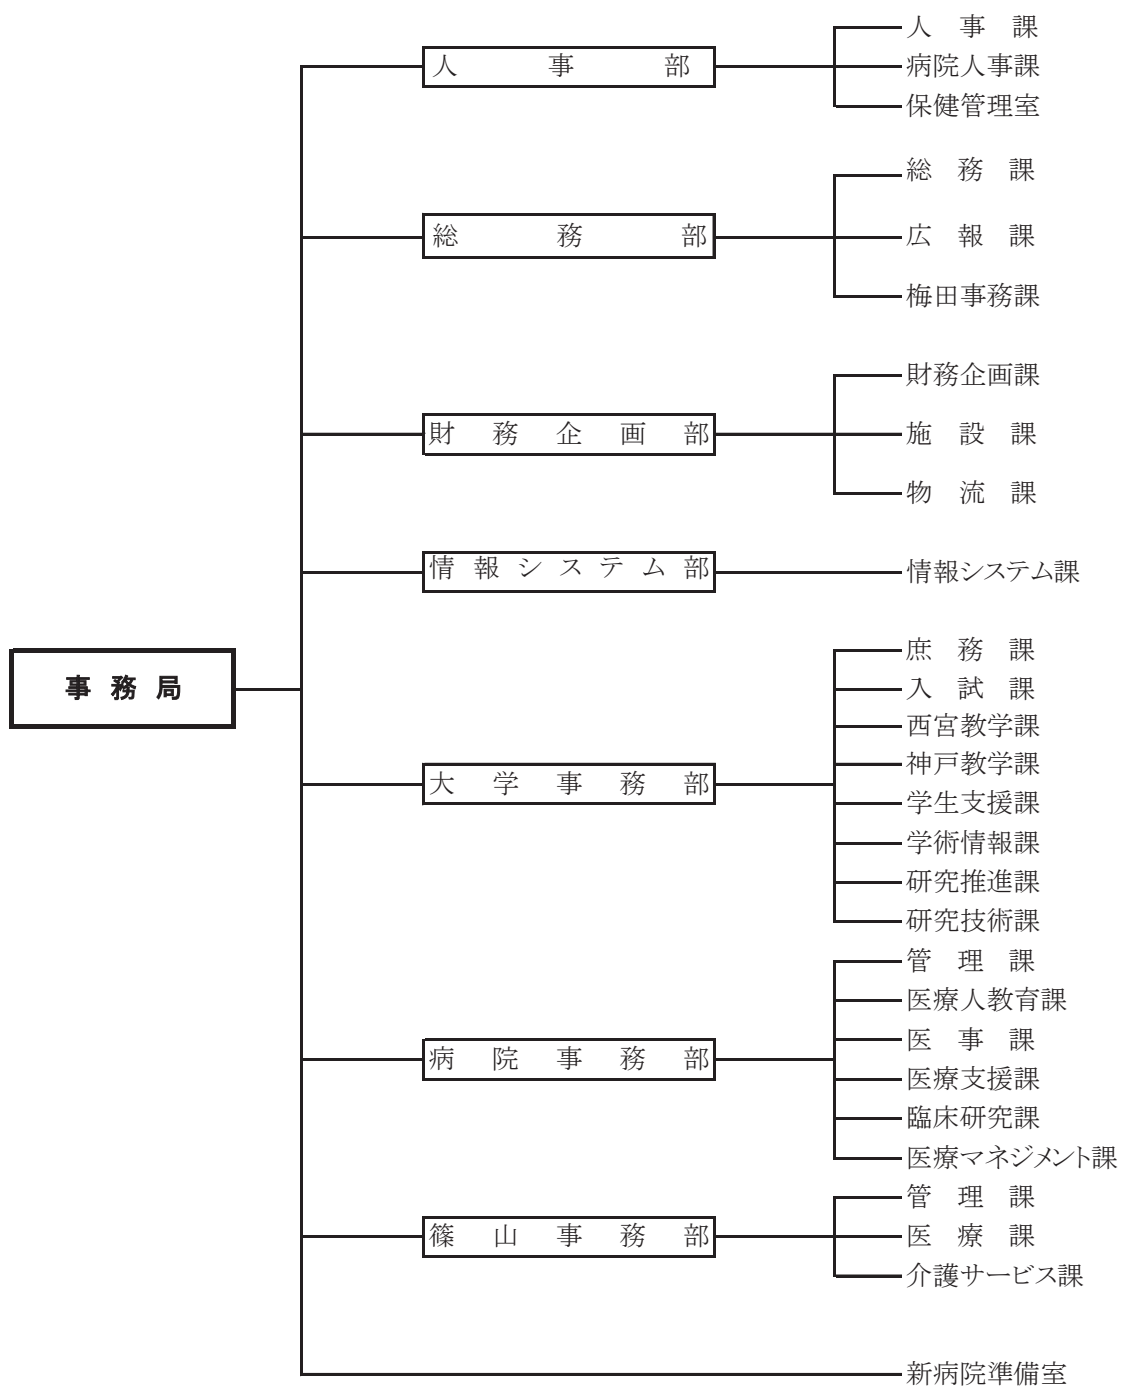 事務局
人事部
人事課
病院人事課
保健管理室
総務部
総務課
広報課
梅田事務課
財務企画部
財務企画課
施設課
物流課
情報システム部
情報システム課
大学事務部
庶務課
入試課
西宮教学課
神戸教学課
学生支援課
学術情報課
研究推進課
研究技術課
病院事務部
管理課
医療人教育課
医事課
医療支援課
臨床研究課
医療マネジメント課
篠山事務部
管理課
医療課
介護サービス課
新病院準備室